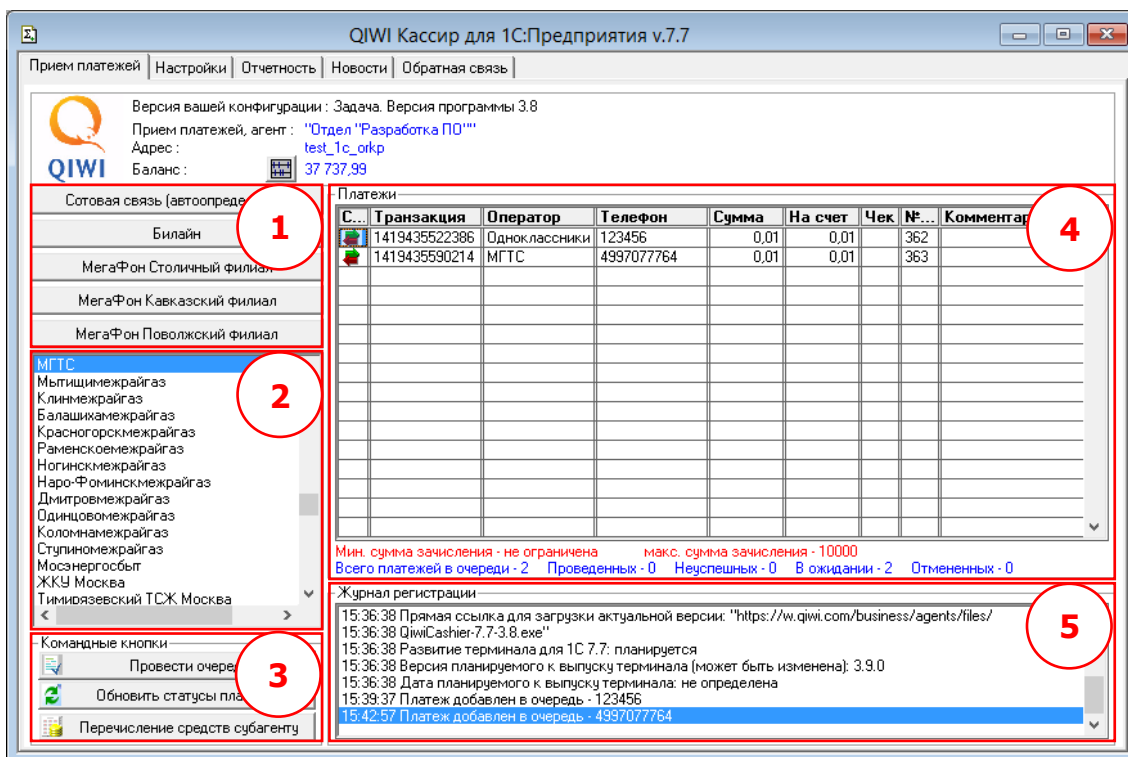 QIWI Кассир для 1С:Предприятия v.7.7
Прием платежей Настройки Отчетность Новости Обратная связь
Версия вашей конфигурации : Задача. Версия программы 3.8
Прием платежей, агент : "Отдел "Разработка ПО""
Адрес : test_1c_orkp
QIWI Баланс : 37 737,99
Сотовая связь (автоопреде
Билайн
МегаФон Столичный филиал
МегаФон Кавказский филиал
МегаФон Поволжский филиал
1
МГТС
Мытищимежрайгаз
Клинмежрайгаз
Балашихамежрайгаз
Красногорскмежрайгаз
Раменскоемежрайгаз
Ногинскмежрайгаз
Наро-Фоминскмежрайгаз
Дмитровмежрайгаз
Одинцовомежрайгаз
Коломнамежрайгаз
Ступиномежрайгаз
Мосэнергосбыт
ЖКУ Москва
Тимирязевский ТСЖ Москва
2
Командные кнопки
Провести очере
Обновить статусы пла
Перечисление средств субагенту
3
Платежи
С... Транзакция Оператор Телефон Сумма На счет Чек №... Комментар
1419435522386 Одноклассники 123456 0,01 0,01 362
1419435590214 МГТС 4997077764 0,01 0,01 363
4
Мин. сумма зачисления - не ограничена макс. сумма зачисления - 10000
Всего платежей в очереди - 2 Проведенных - 0 Неуспешных - 0 В ожидании - 2 Отмененных - 0
Журнал регистрации
15:36:38 Прямая ссылка для загрузки актуальной версии: "https://w.qiwi.com/business/agents/files/
15:36:38 QiwiCashier-7.7-3.8.exe"
15:36:38 Развитие терминала для 1С 7.7: планируется
15:36:38 Версия планируемого к выпуску терминала (может быть изменена): 3.9.0
15:36:38 Дата планируемого к выпуску терминала: не определена
15:39:37 Платеж добавлен в очередь - 123456
15:42:57 Платеж добавлен в очередь - 4997077764
5